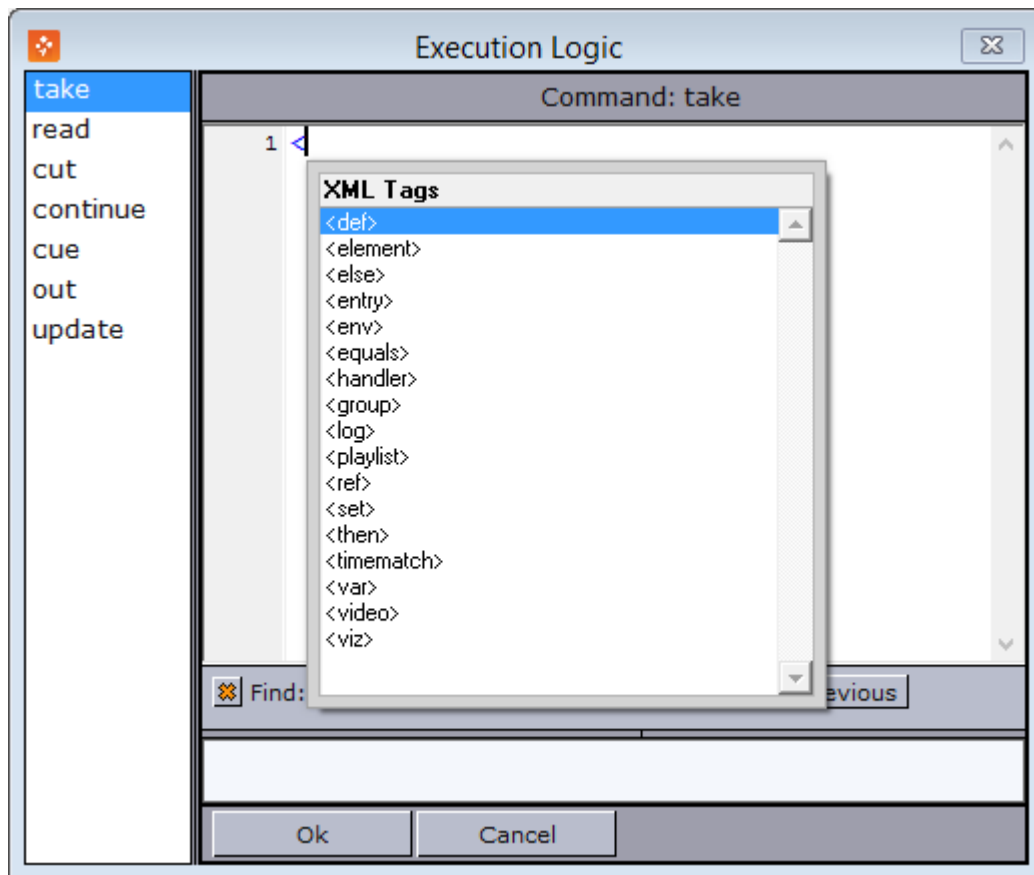 Execution Logic
take
read
cut
continue
cue
out
update
Command: take
1 <
XML Tags
<def>
<element>
<else>
<entry>
<env>
<equals>
<handler>
<group>
<log>
<playlist>
<ref>
<set>
<then>
<timematch>
<var>
<video>
<viz>
Find:
evious
Ok
Cancel